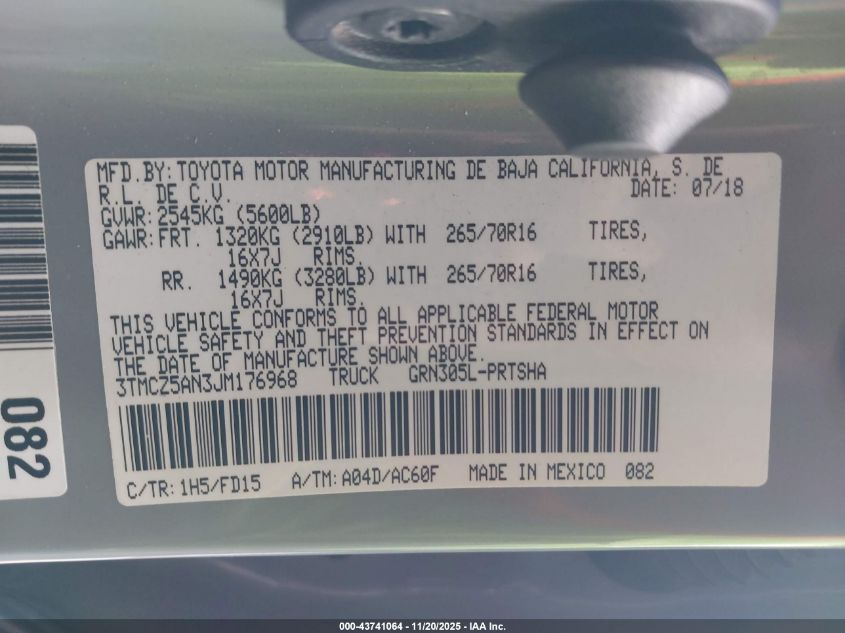 MFD.BY:TOYOTA MOTOR MANUFACTURING DE BAJA CALIFORNIA, S. DE
R.L. DE C.V. DATE: 07/18
GVWR:2545KG (5600LB)
GAWR:FRT. 1320KG (2910LB) WITH 265/70R16 TIRES,
16X7J RIMS.
RR. 1490KG (3280LB) WITH 265/70R16 TIRES,
16X7J RIMS.
THIS VEHICLE CONFORMS TO ALL APPLICABLE FEDERAL MOTOR
VEHICLE SAFETY AND THEFT PREVENTION STANDARDS IN EFFECT ON
THE DATE OF MANUFACTURE SHOWN ABOVE.
3TMCZ5AN3JM176968 TRUCK GRN305L-PRTSHA
C/TR:1H5/FD15 A/TM:A04D/AC60F MADE IN MEXICO 082
082
000-43741064 - 11/20/2025 - IAA Inc.